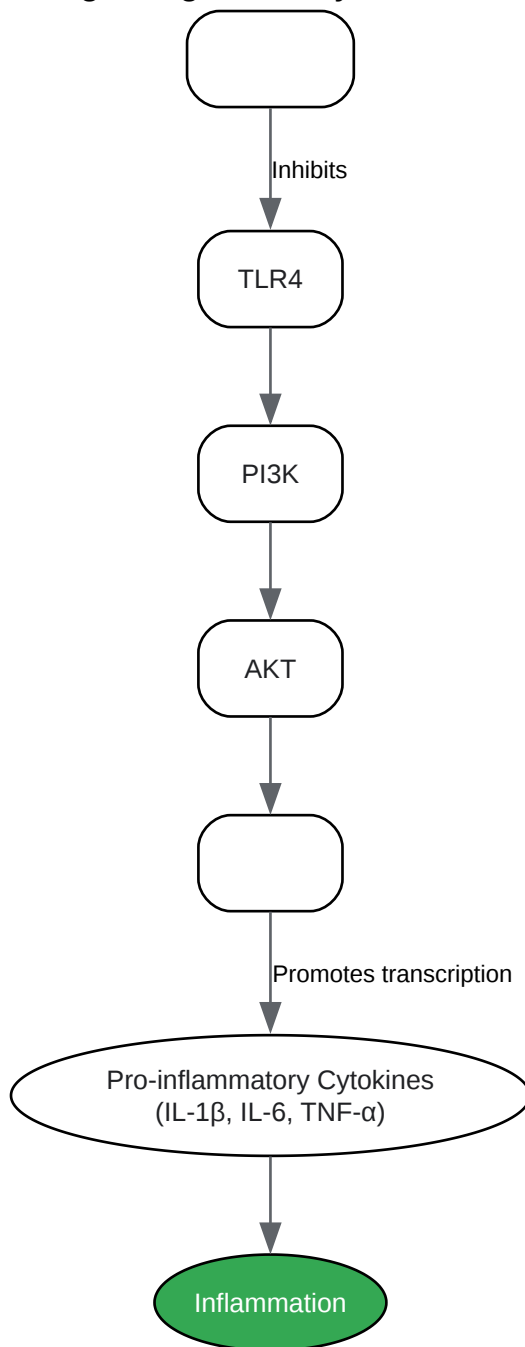 Inhibits
TLR4
PI3K
AKT
Promotes transcription
Pro-inflammatory Cytokines
(IL-1β, IL-6, TNF-α)
Inflammation